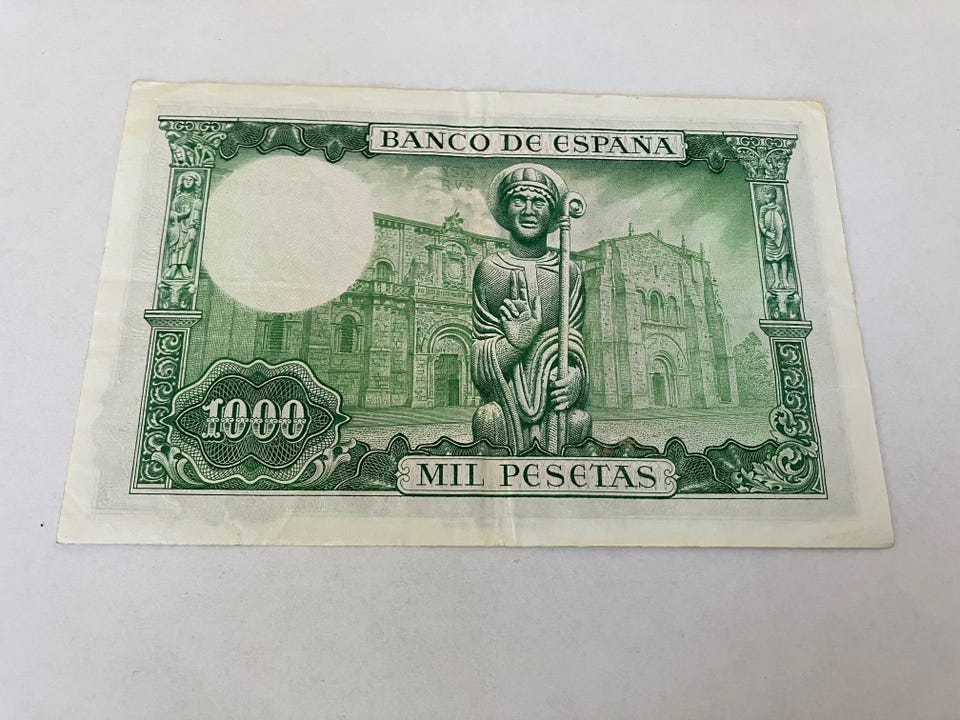 BANCO DE ESPAÑA
1000
MIL PESETAS